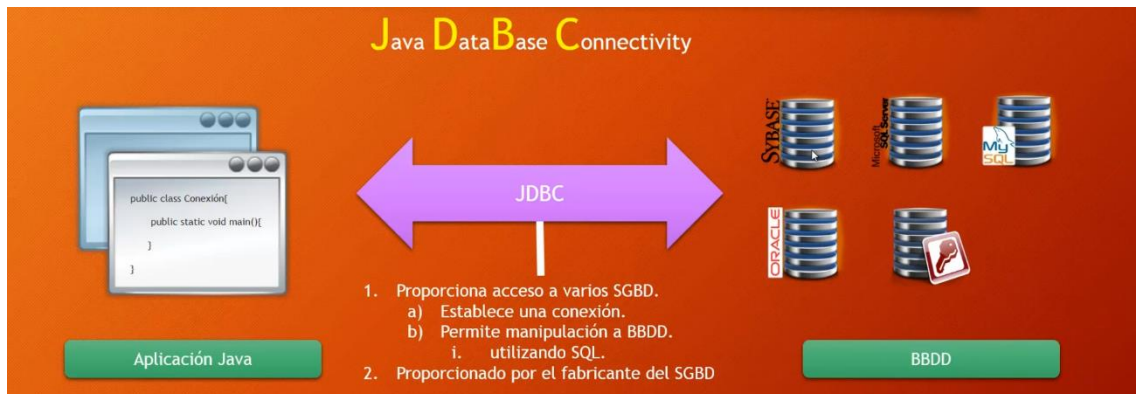 Java DataBase Connectivity
SYBASE
Microsoft
SQL Server
My
SQL
public class Conexión{
public static void main(){
}
}
JDBC
ORACLE
1. Proporciona acceso a varios SGBD.
a) Establece una conexión.
b) Permite manipulación a BBDD.
i. utilizando SQL.
2. Proporcionado por el fabricante del SGBD
Aplicación Java
BBDD